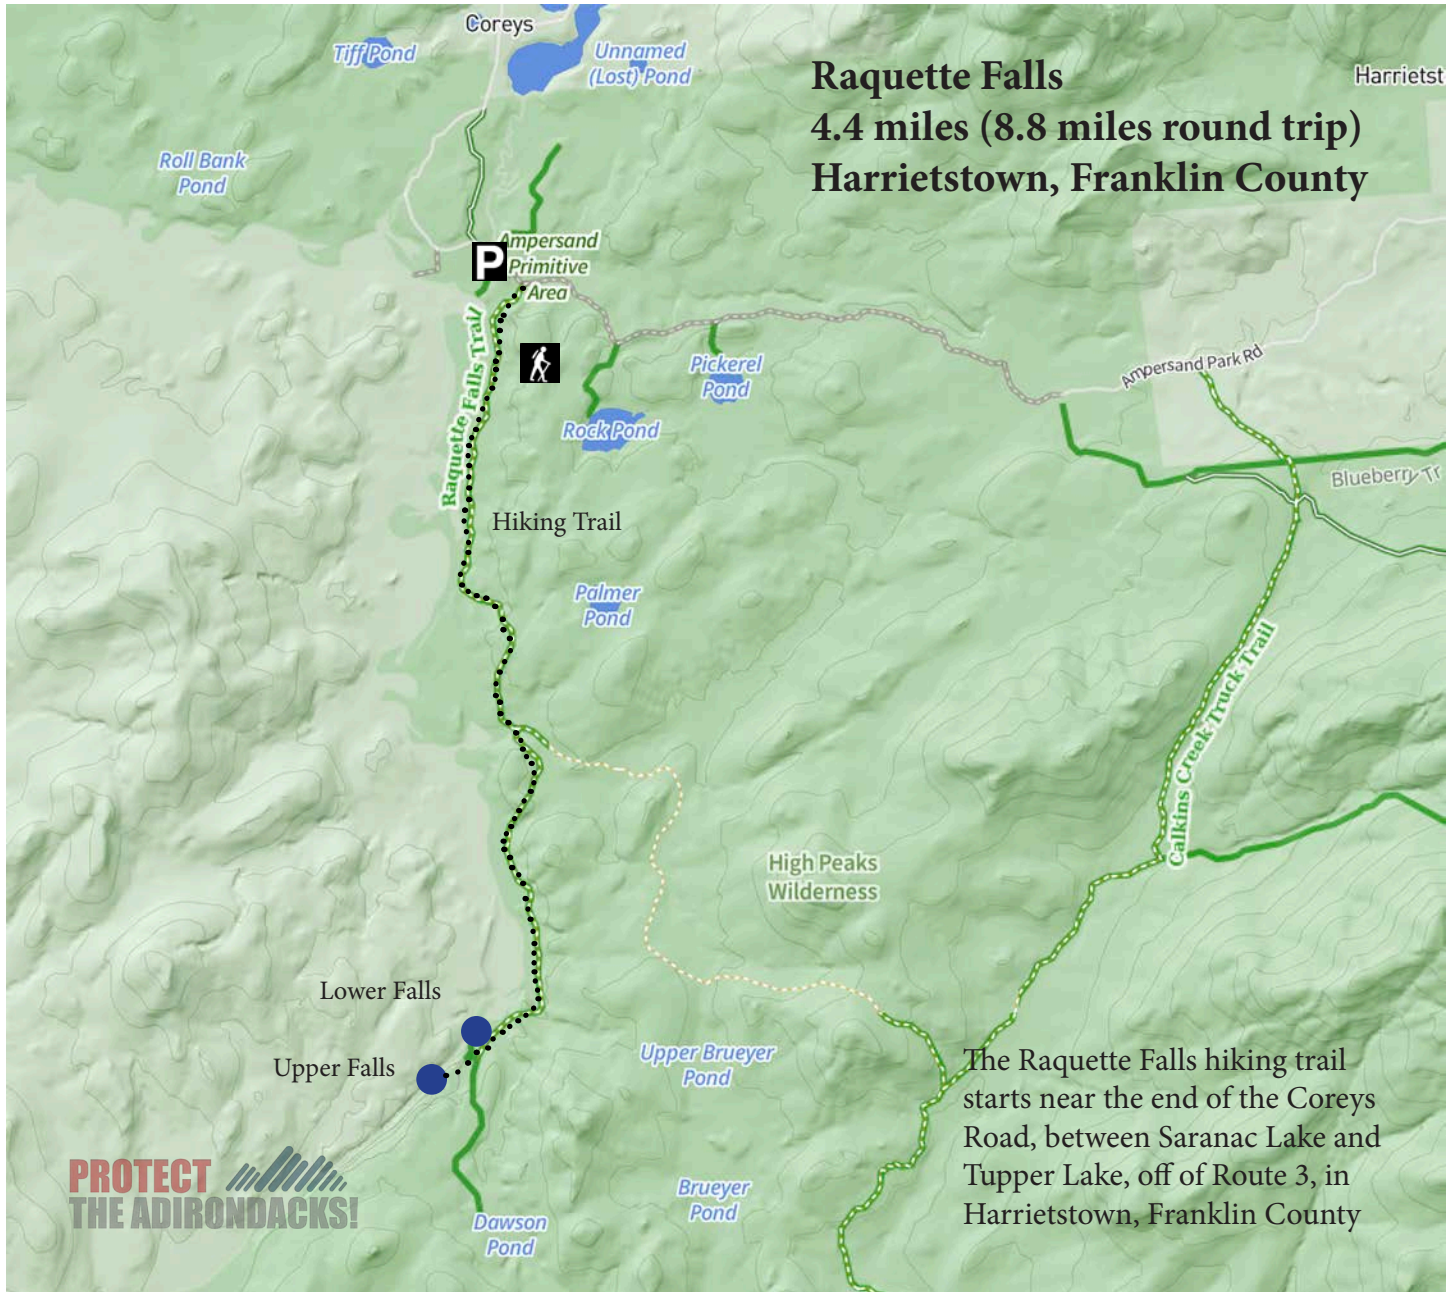 Coreys
Tiff Pond
Unnamed
(Lost) Pond
Raquette Falls
4.4 miles (8.8 miles round trip)
Harrietstown, Franklin County
Harrietst
Roll Bank
Pond
P
Ampersand
Primitive
Area
Raquette Falls Trail
Pickerel
Pond
Ampersand Park Rd
Rock Pond
Blueberry Tr
Hiking Trail
Palmer
Pond
Calkins Creek Truck Trail
High Peaks
Wilderness
Lower Falls
Upper Falls
Upper Brueyer
Pond
The Raquette Falls hiking trail
starts near the end of the Coreys
Road, between Saranac Lake and
Tupper Lake, off of Route 3, in
Harrietstown, Franklin County
PROTECT
THE ADIRONDACKS!
Brueyer
Pond
Dawson
Pond